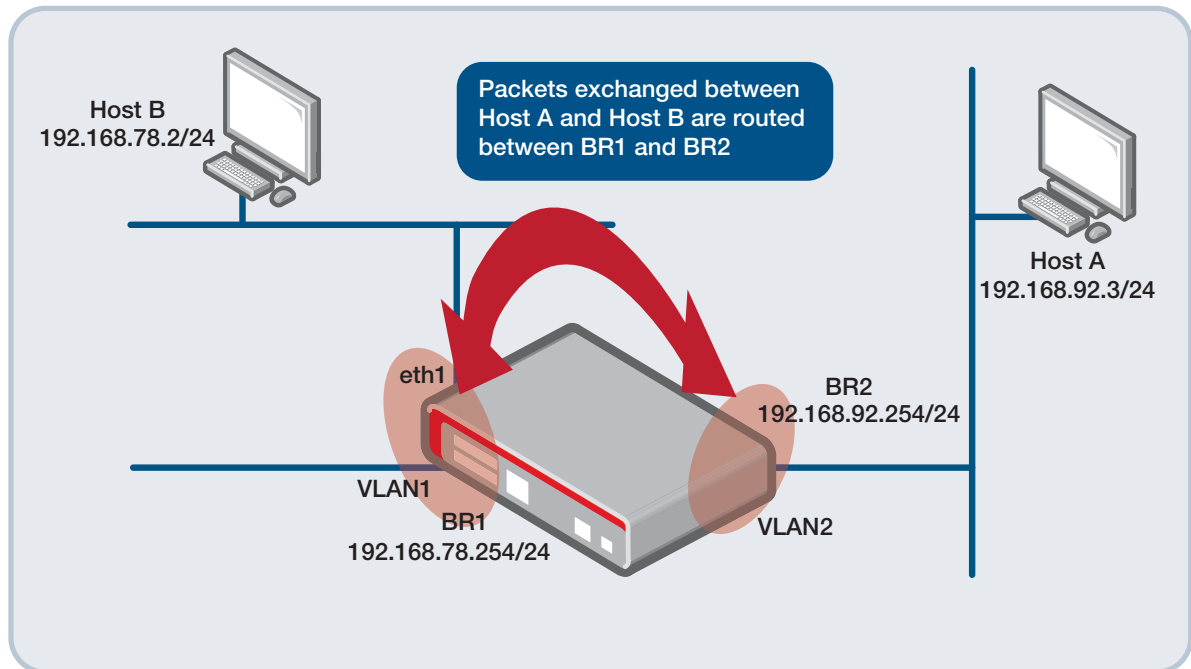 Packets exchanged between
Host A and Host B are routed
between BR1 and BR2
Host B
192.168.78.2/24
Host A
192.168.92.3/24
eth1
BR2
192.168.92.254/24
VLAN1
BR1
192.168.78.254/24
VLAN2